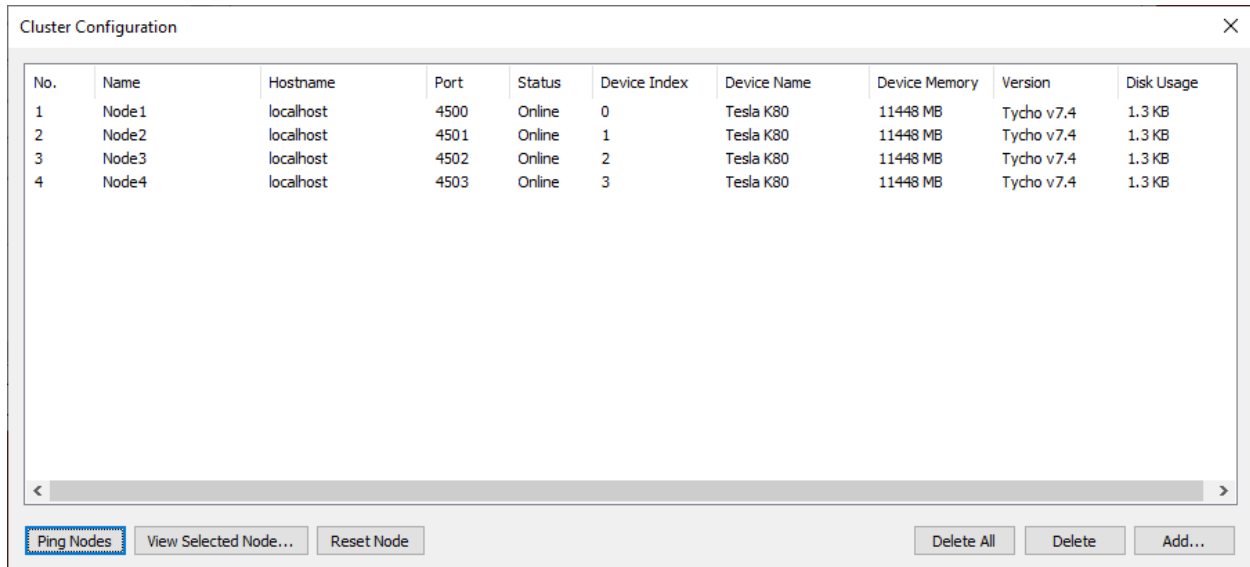 Cluster Configuration
No. Name Hostname Port Status Device Index Device Name Device Memory Version Disk Usage
1 Node1 localhost 4500 Online 0 Tesla K80 11448 MB Tycho v7.4 1.3 KB
2 Node2 localhost 4501 Online 1 Tesla K80 11448 MB Tycho v7.4 1.3 KB
3 Node3 localhost 4502 Online 2 Tesla K80 11448 MB Tycho v7.4 1.3 KB
4 Node4 localhost 4503 Online 3 Tesla K80 11448 MB Tycho v7.4 1.3 KB
Ping Nodes View Selected Node... Reset Node Delete All Delete Add...